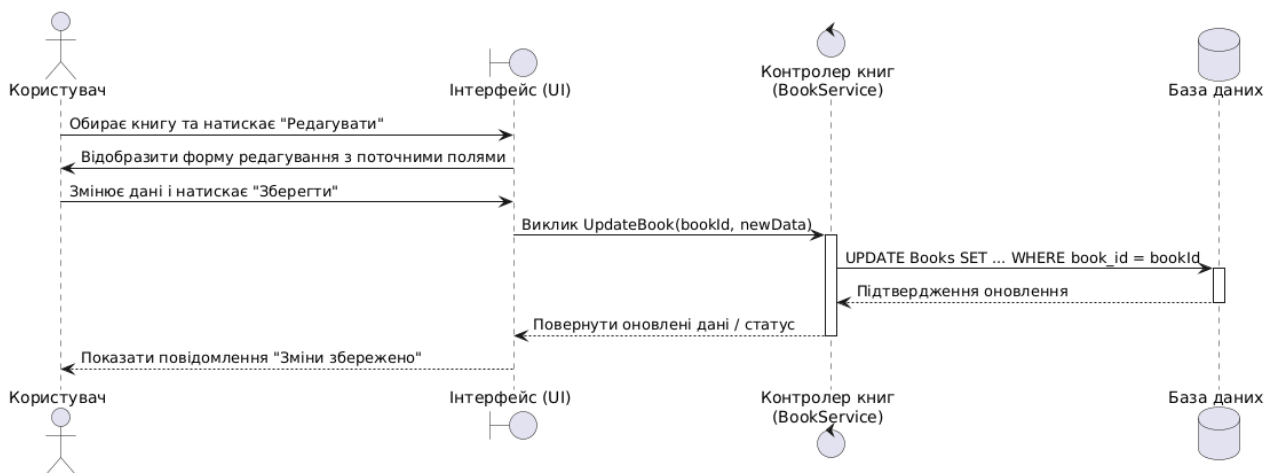 Користувач
Інтерфейс (UI)
Контролер книг
(BookService)
База даних
Обирає книгу та натискає "Редагувати"
Відобразити форму редагування з поточними полями
Змінює дані і натискає "Зберегти"
Виклик UpdateBook(bookId, newData)
UPDATE Books SET ... WHERE book_id = bookId
Підтвердження оновлення
Повернути оновлені дані / статус
Показати повідомлення "Зміни збережено"
Користувач
Інтерфейс (UI)
Контролер книг
(BookService)
База даних